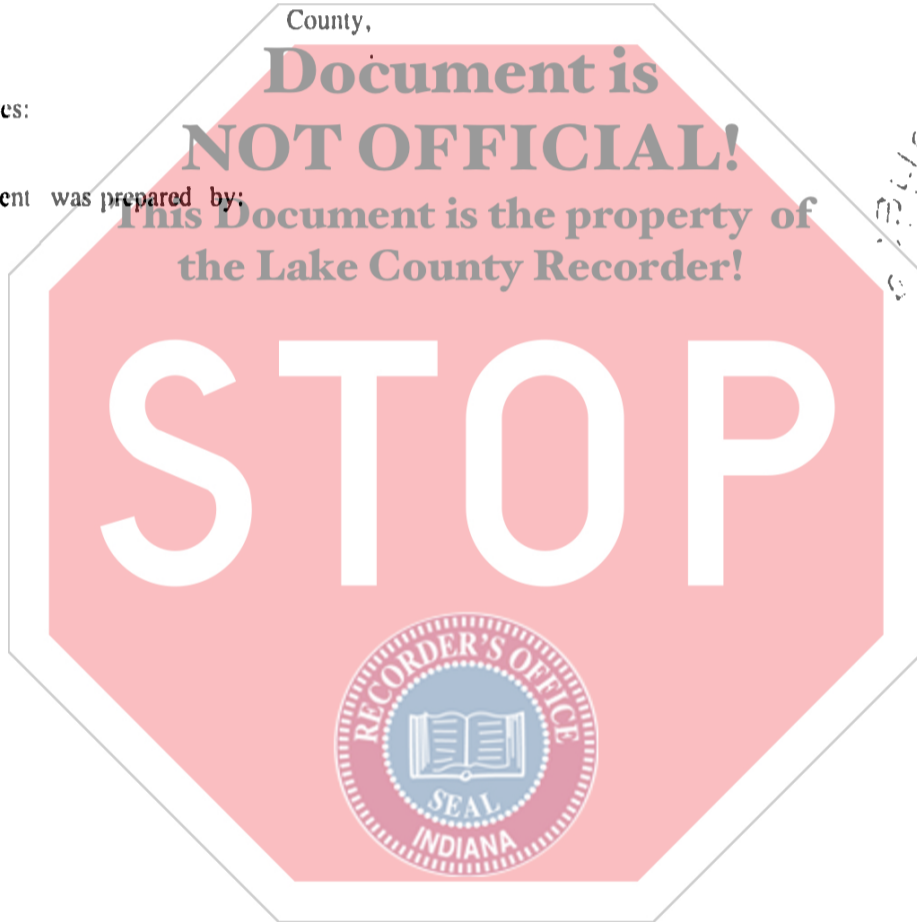 County,
Document is
NOT OFFICIAL!
es:
ent was prepared by:
This Document is the property of
the Lake County Recorder!
STOP
RECORDER'S OFFICE
SEAL
INDIANA